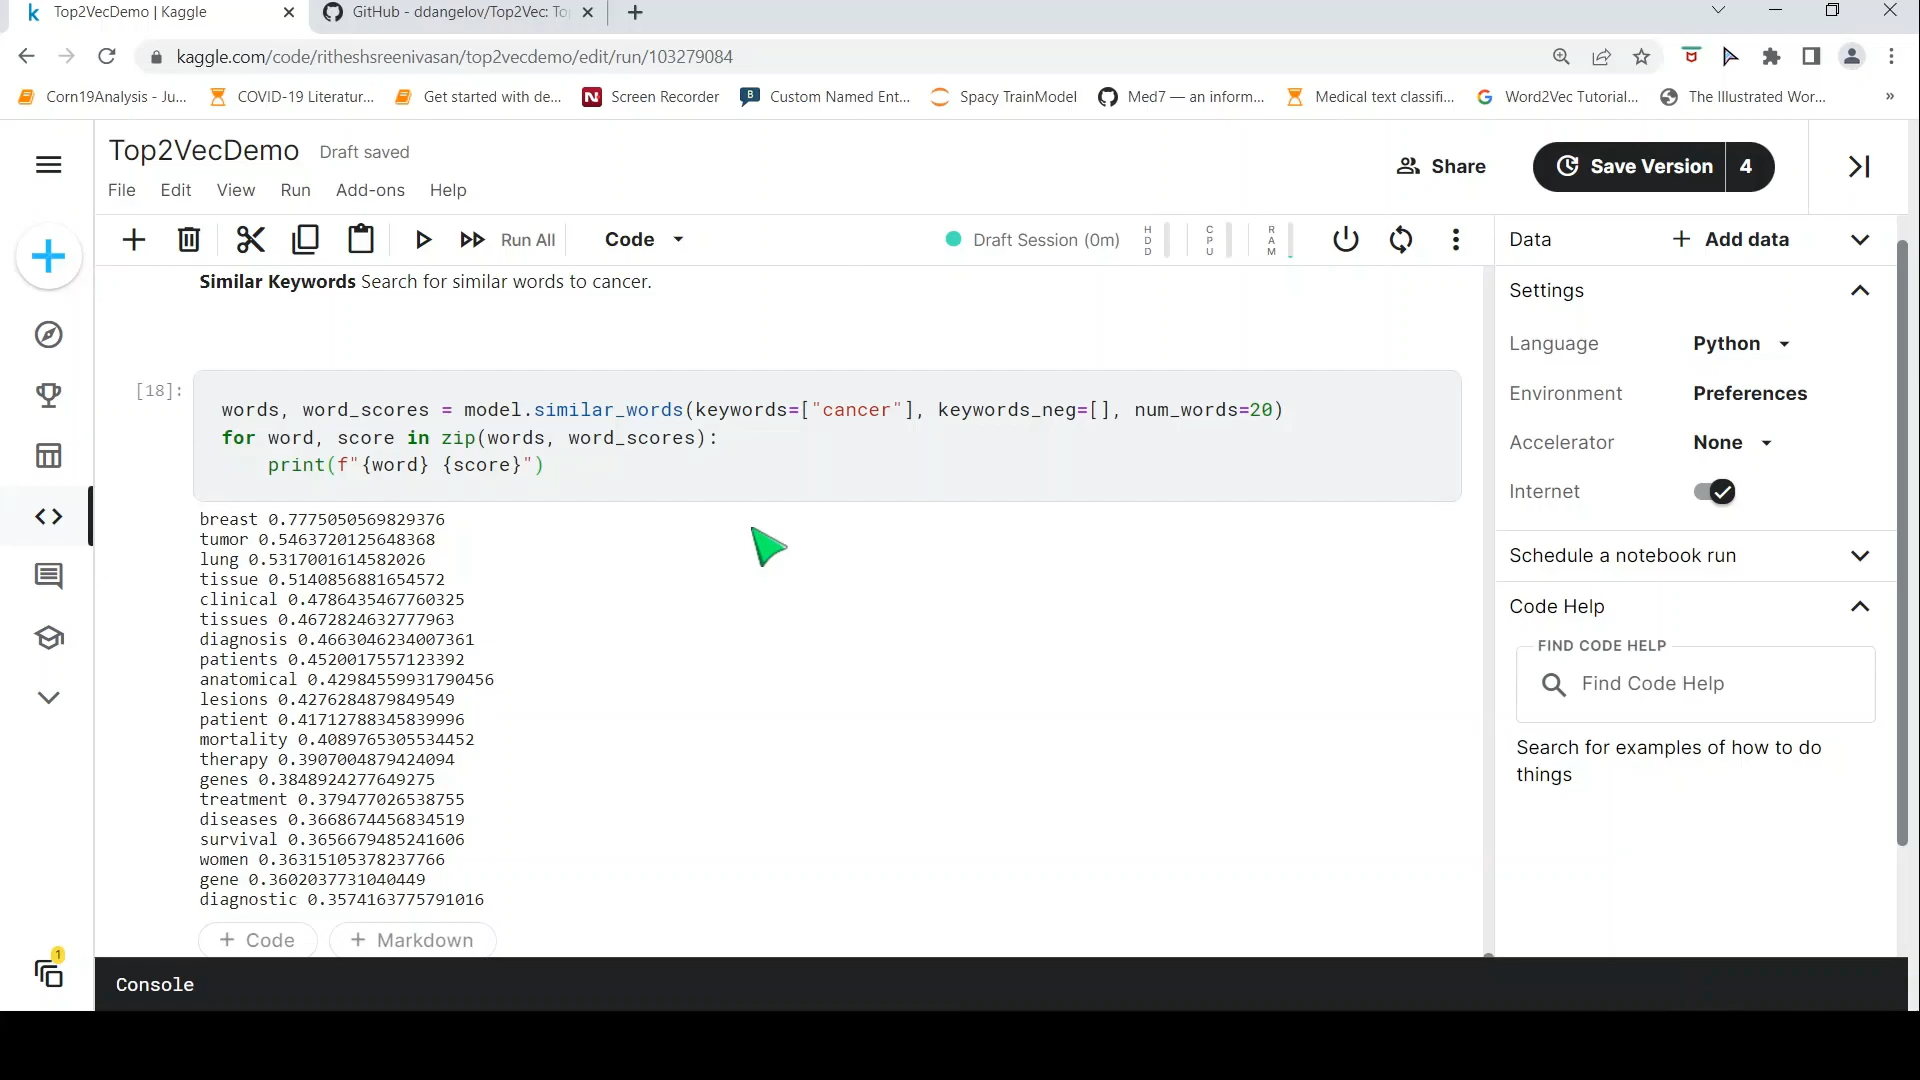 Top2VecDemo | Kaggle
GitHub - ddangelov/Top2Vec: To
kaggle.com/code/ritheshsreenivasan/top2vecdemo/edit/run/103279084
Corn19Analysis - Ju...
COVID-19 Literatur...
Get started with de...
Screen Recorder
Custom Named Ent...
Spacy TrainModel
Med7 — an inform...
Medical text classifi...
Word2Vec Tutorial...
The Illustrated Wor...
»
Top2VecDemo Draft saved
File Edit View Run Add-ons Help
Share
Save Version 4
Run All
Code
Draft Session (0m)
HDD
CPU
RAM
Data
+ Add data
Similar Keywords Search for similar words to cancer.
[18]:
words, word_scores = model.similar_words(keywords=["cancer"], keywords_neg=[], num_words=20)
for word, score in zip(words, word_scores):
    print(f"{word} {score}")
breast 0.7775050569829376
tumor 0.5463720125648368
lung 0.5317001614582026
tissue 0.5140856881654572
clinical 0.4786435467760325
tissues 0.4672824632777963
diagnosis 0.4663046234007361
patients 0.4520017557123392
anatomical 0.42984559931790456
lesions 0.4276284879849549
patient 0.41712788345839996
mortality 0.4089765305534452
therapy 0.3907004879424094
genes 0.3848924277649275
treatment 0.379477026538755
diseases 0.3668674456834519
survival 0.3656679485241606
women 0.36315105378237766
gene 0.3602037731040449
diagnostic 0.3574163775791016
+ Code
+ Markdown
Settings
Language Python
Environment Preferences
Accelerator None
Internet
Schedule a notebook run
Code Help
FIND CODE HELP
Find Code Help
Search for examples of how to do
things
1
Console